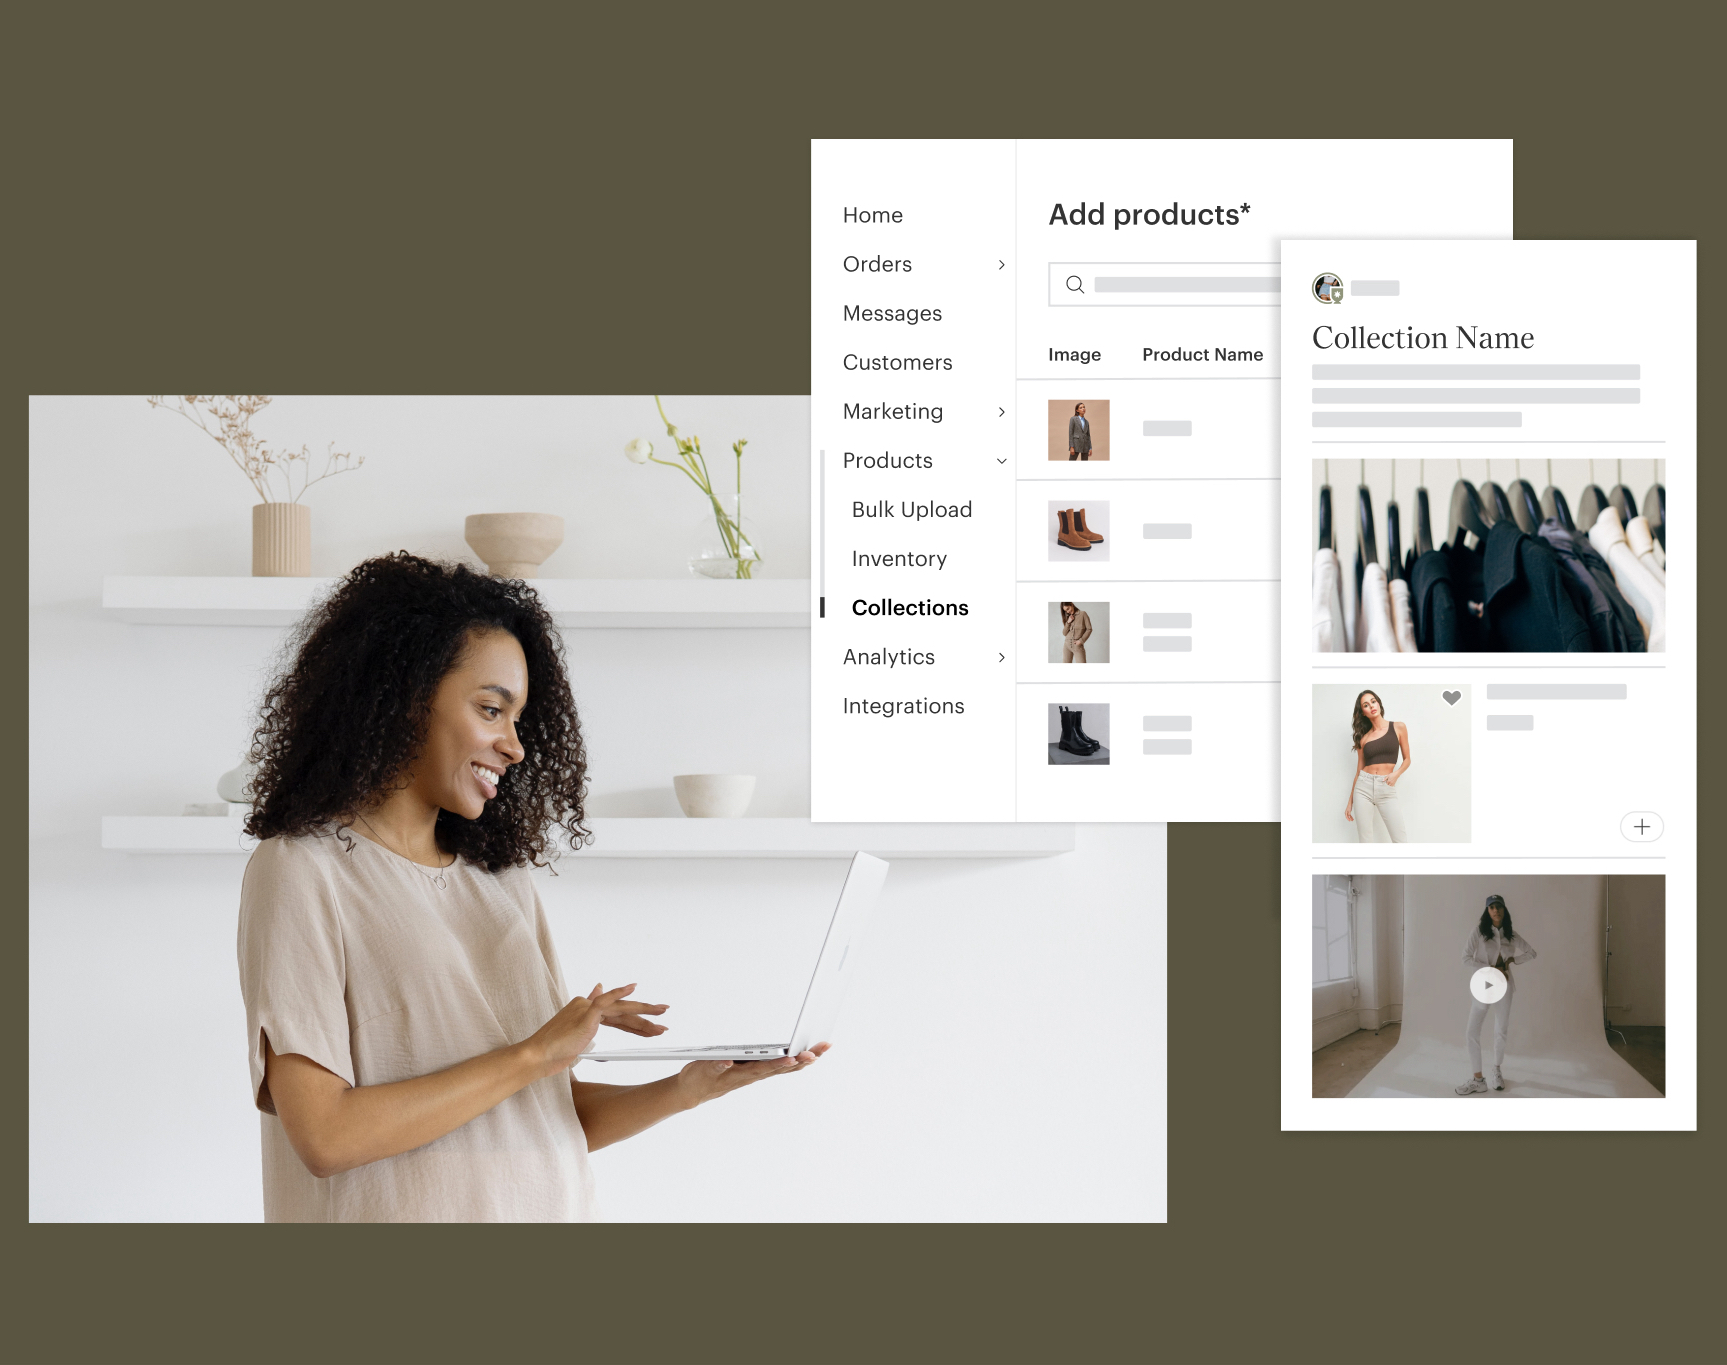 Home
Orders
Messages
Customers
Marketing
Products
Bulk Upload
Inventory
Collections
Analytics
Integrations
Add products*
Image Product Name
Collection Name